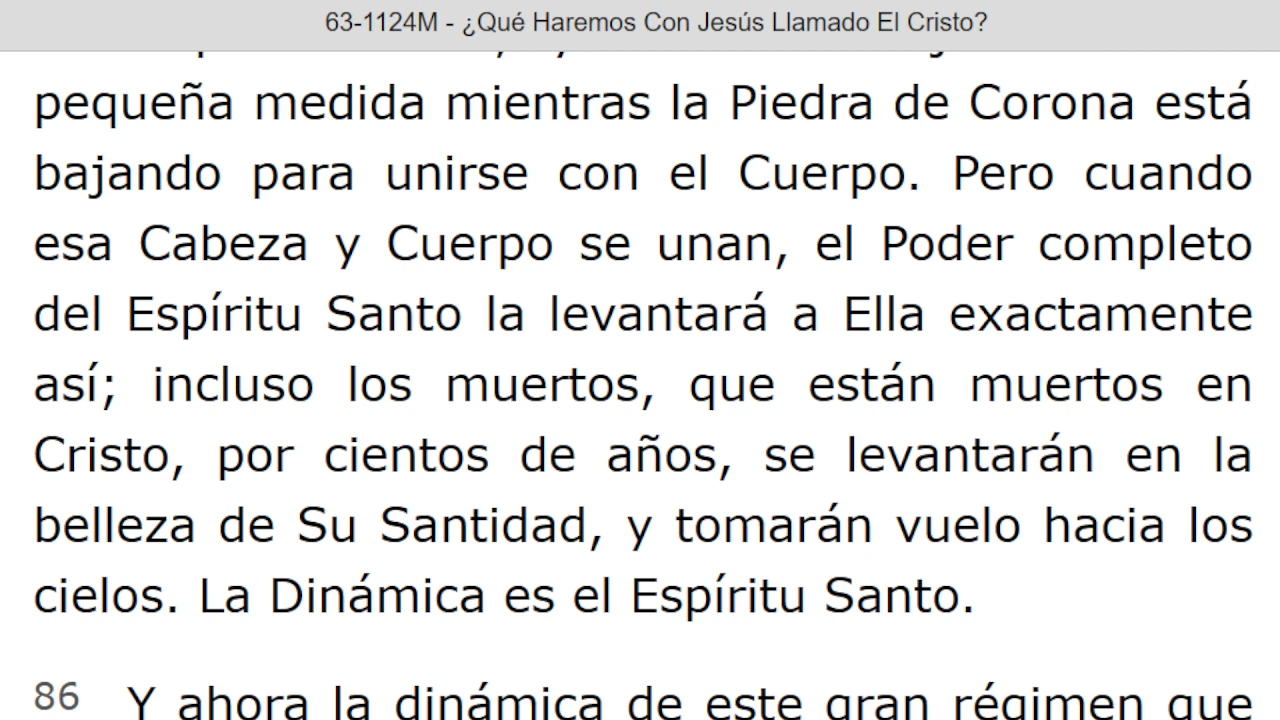 63-1124M - ¿Qué Haremos Con Jesús Llamado El Cristo?
pequeña medida mientras la Piedra de Corona está
bajando para unirse con el Cuerpo. Pero cuando
esa Cabeza y Cuerpo se unan, el Poder completo
del Espíritu Santo la levantará a Ella exactamente
así; incluso los muertos, que están muertos en
Cristo, por cientos de años, se levantarán en la
belleza de Su Santidad, y tomarán vuelo hacia los
cielos. La Dinámica es el Espíritu Santo.
86 Y ahora la dinámica de este gran régimen que